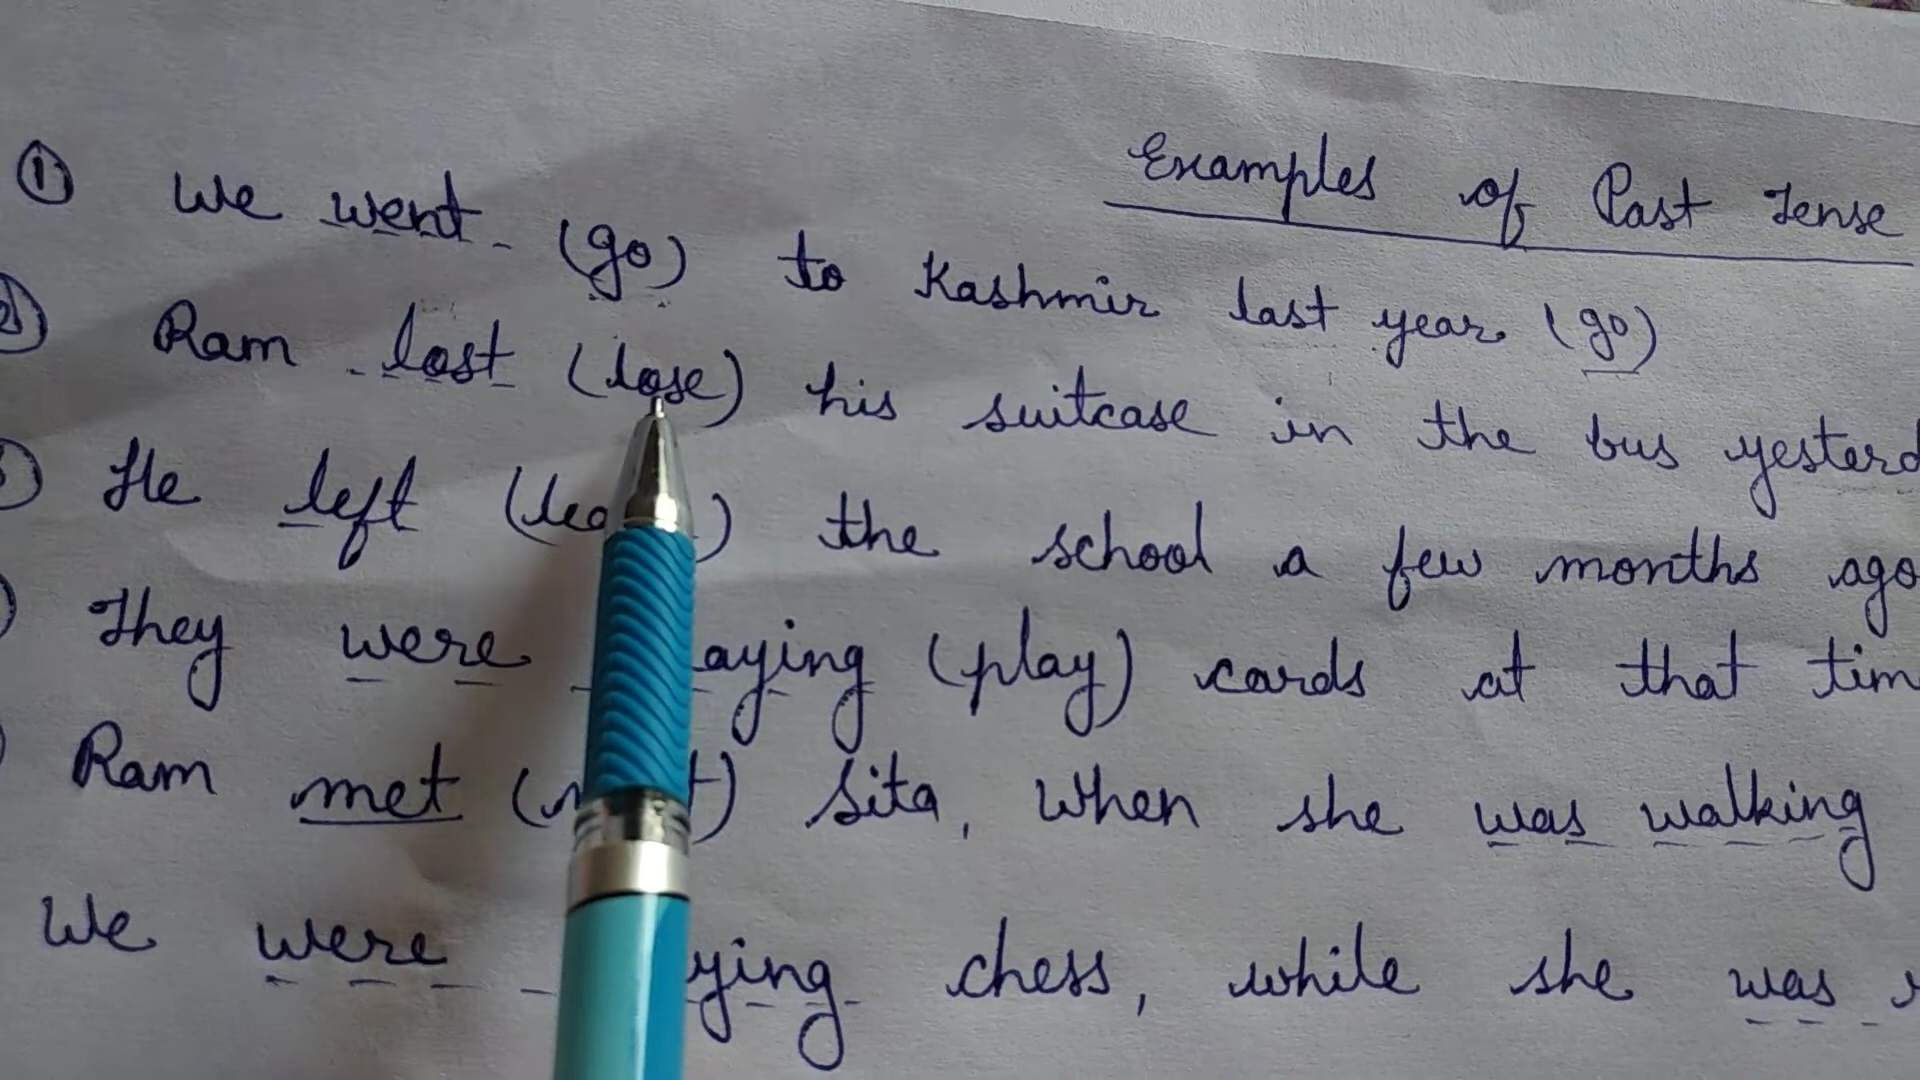 Examples of Past Tense
① We went (go) to Kashmir last year (go)
Ram lost (lose) his suitcase in the bus
He left the school a few months ago
They were (play) cards at that
Ram met Sita, when she was walking
We were chess, while she was